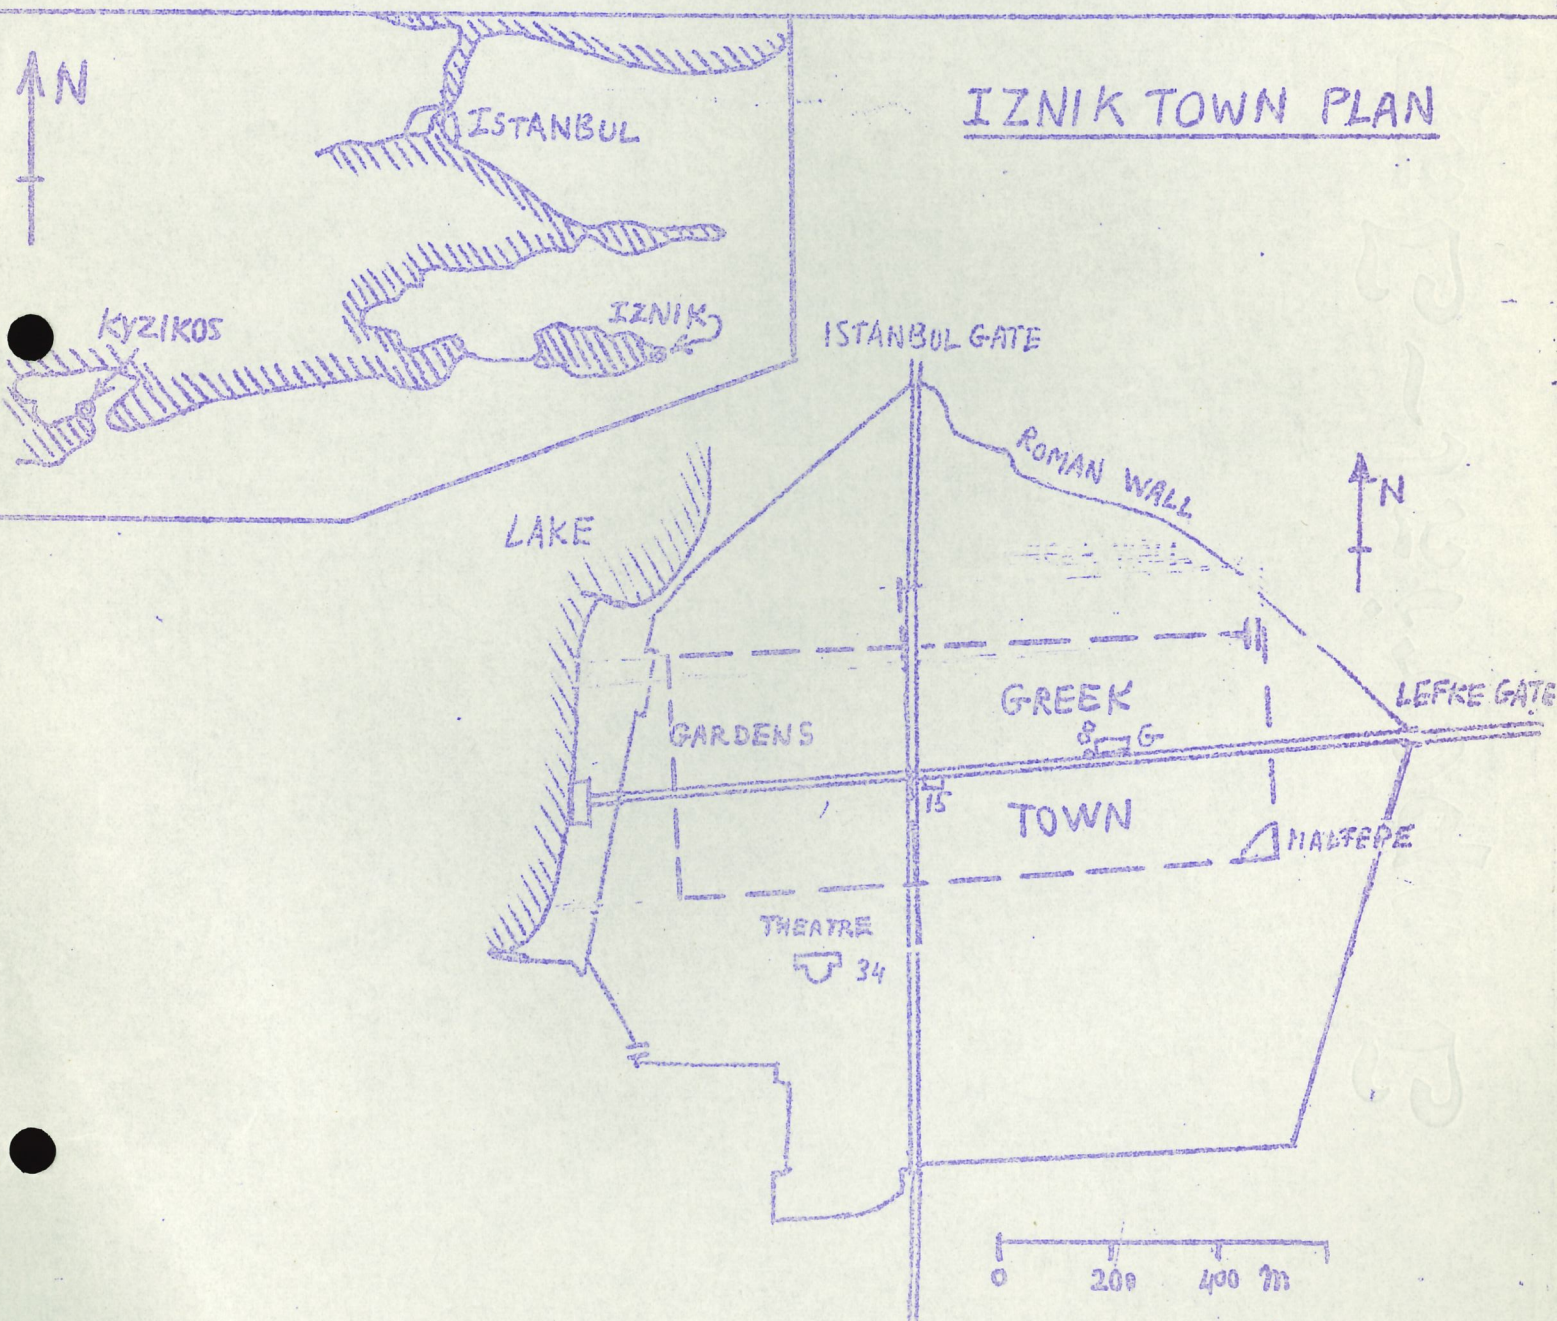 N
ISTANBUL
IZNIK TOWN PLAN
KYZIKOS
IZNIK
ISTANBUL GATE
ROMAN WALL
N
LAKE
GREEK
LEFKE GATE
GARDENS
8 G
15
TOWN
MALTEPE
THEATRE
34
0 200 400 m